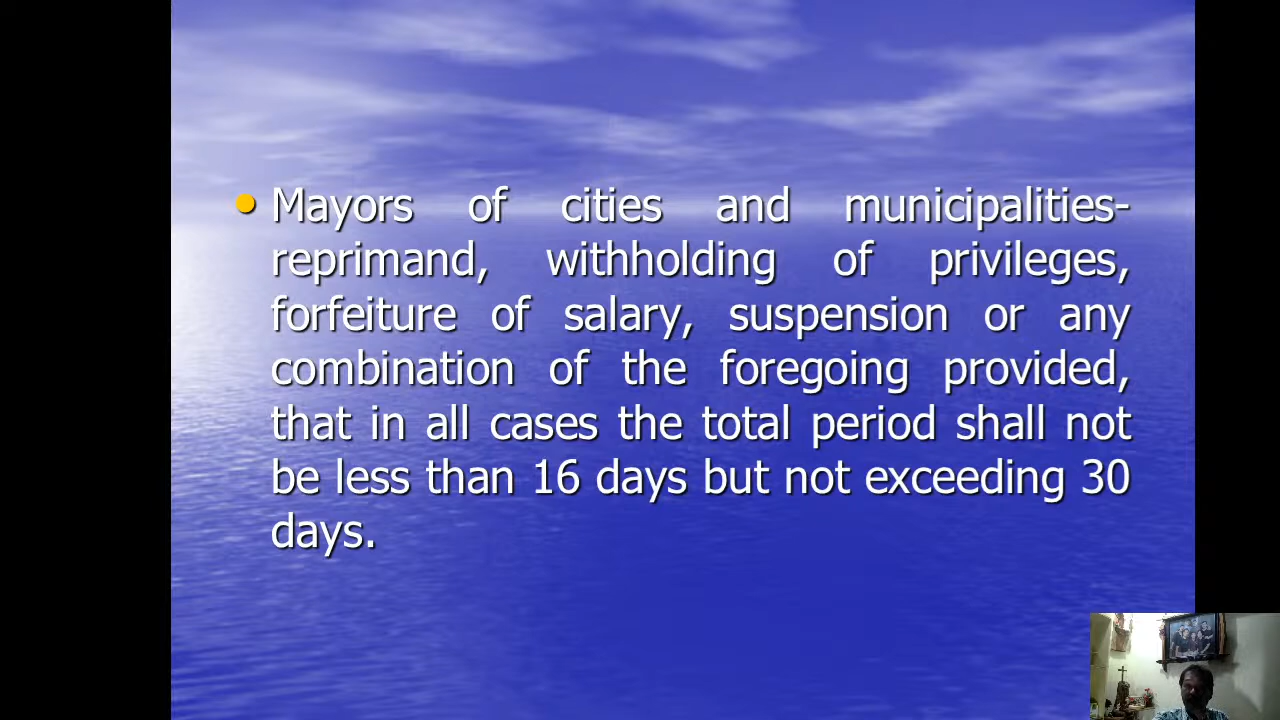 Mayors of cities and municipalities-
reprimand, withholding of privileges,
forfeiture of salary, suspension or any
combination of the foregoing provided,
that in all cases the total period shall not
be less than 16 days but not exceeding 30
days.